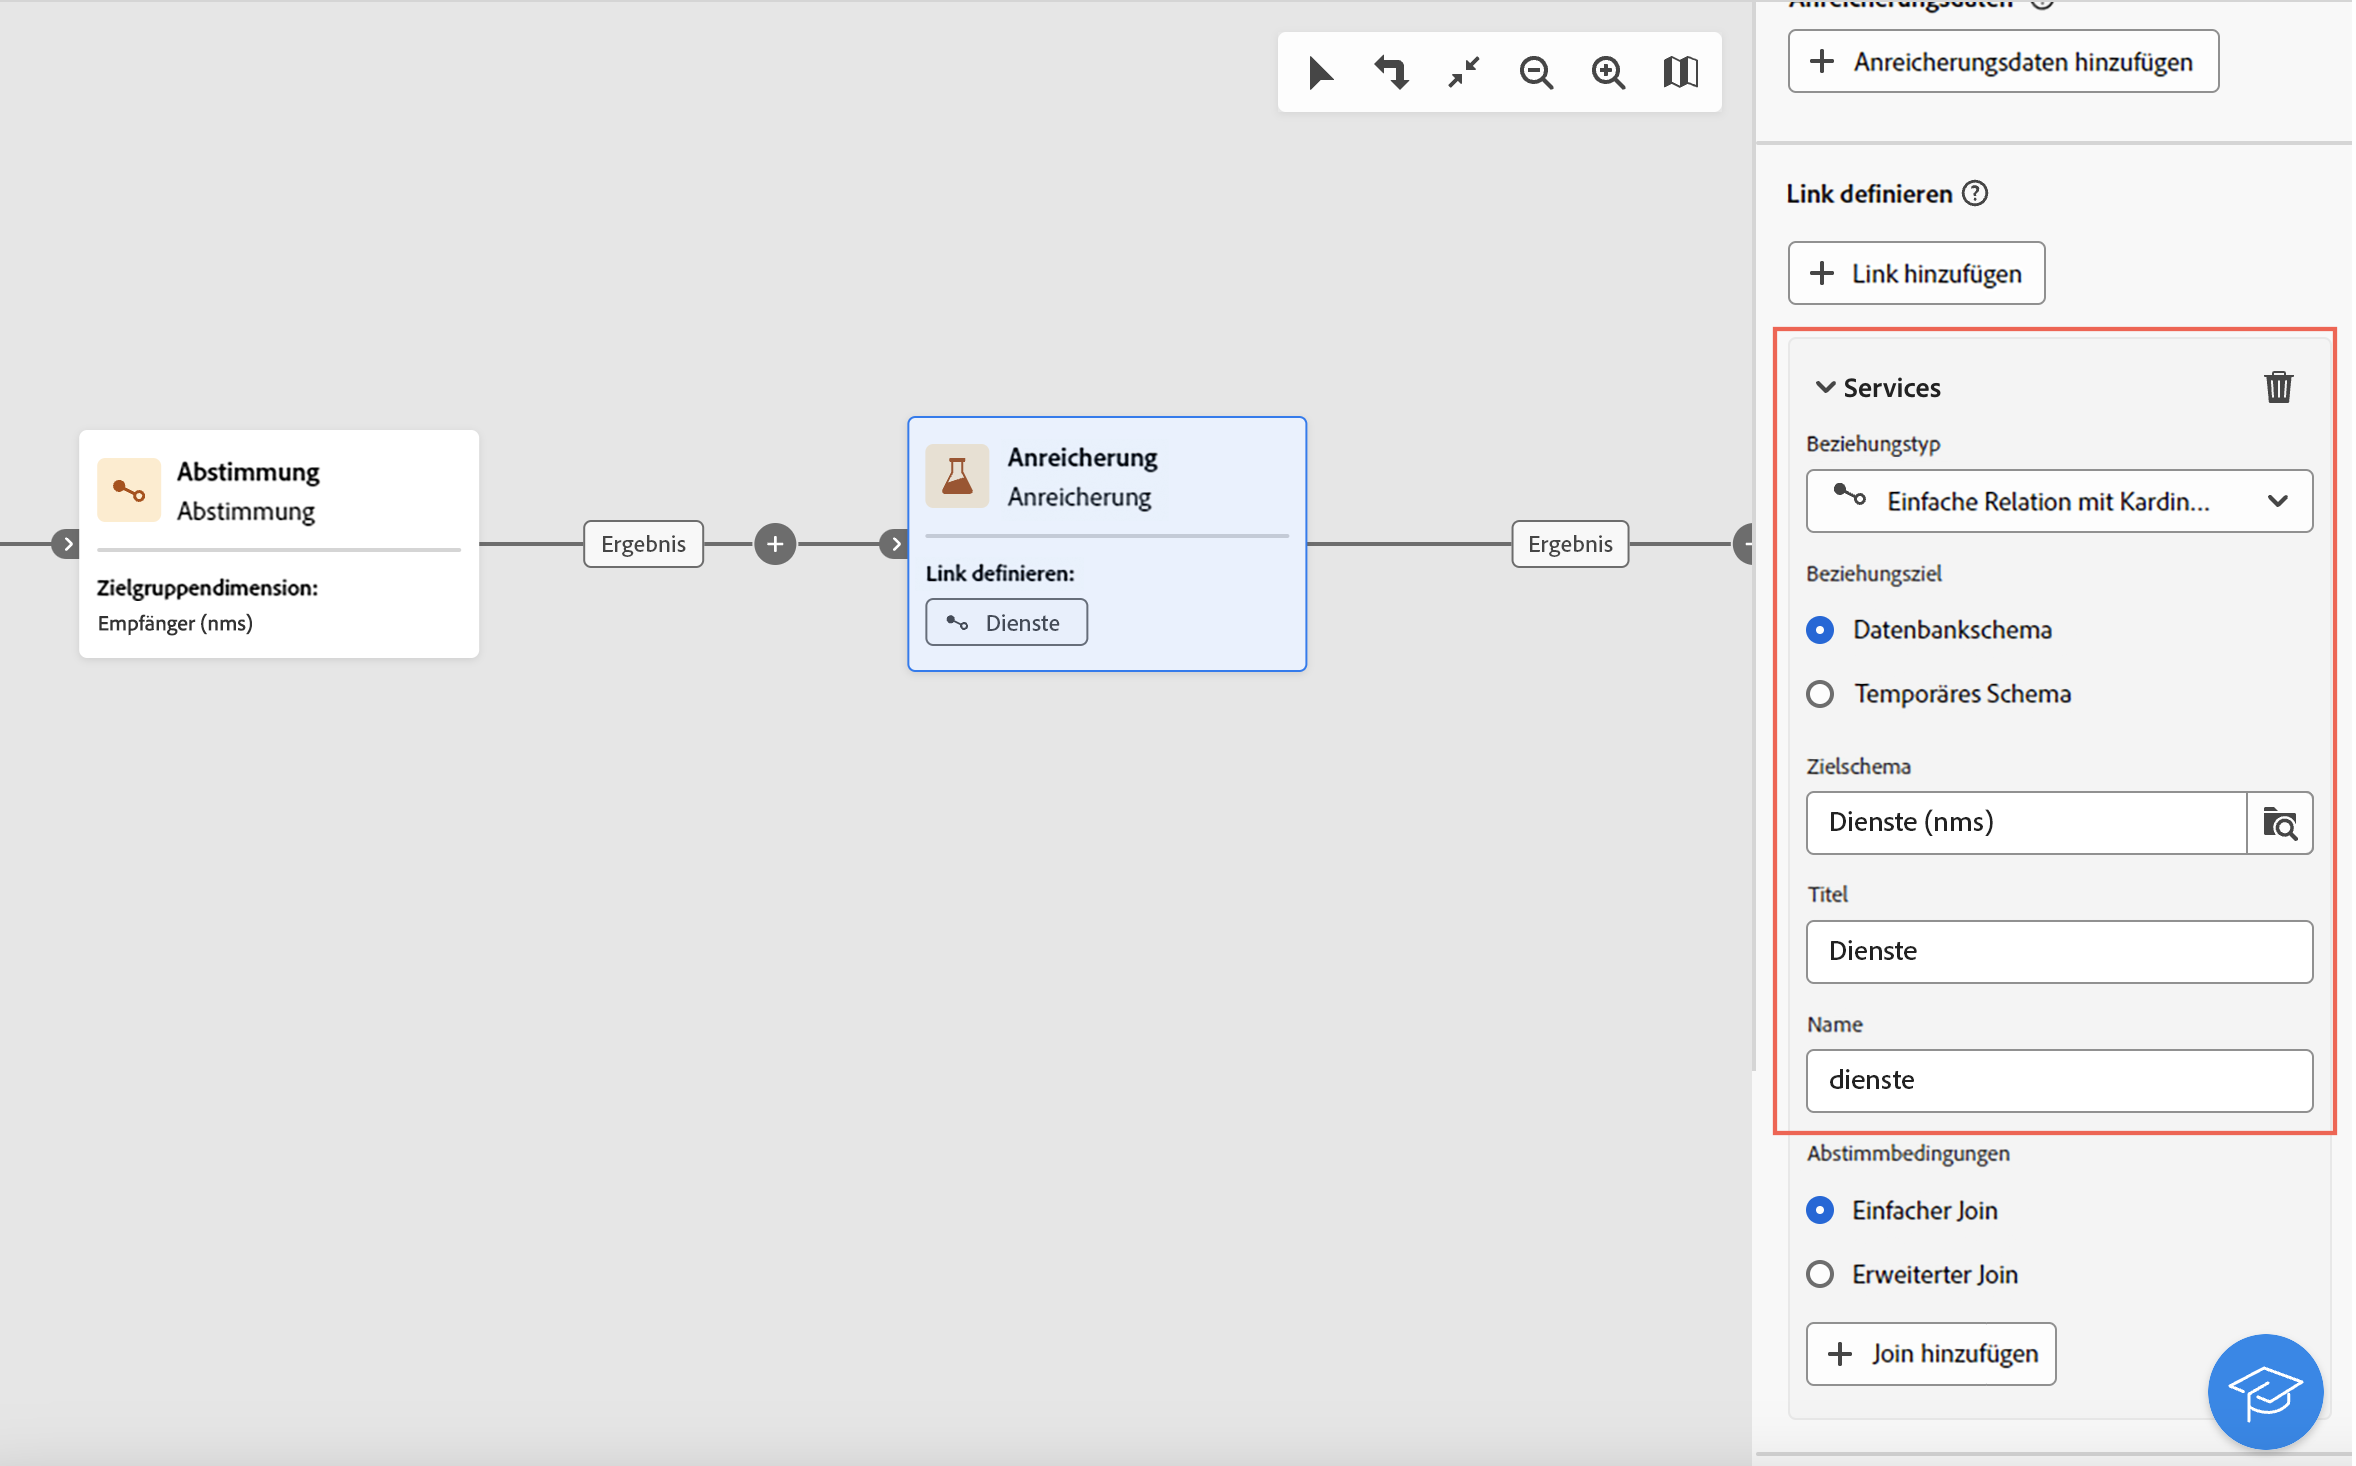 Abstimmung
Abstimmung
Zielgruppendimension:
Empfänger (nms)
Ergebnis
Anreicherung
Anreicherung
Link definieren:
Dienste
Ergebnis
Anreicherungsdaten
Anreicherungsdaten hinzufügen
Link definieren
Link hinzufügen
Services
Beziehungstyp
Einfache Relation mit Kardin...
Beziehungsziel
Datenbankschema
Temporäres Schema
Zielschema
Dienste (nms)
Titel
Dienste
Name
dienste
Abstimmbedingungen
Einfacher Join
Erweiterter Join
Join hinzufügen